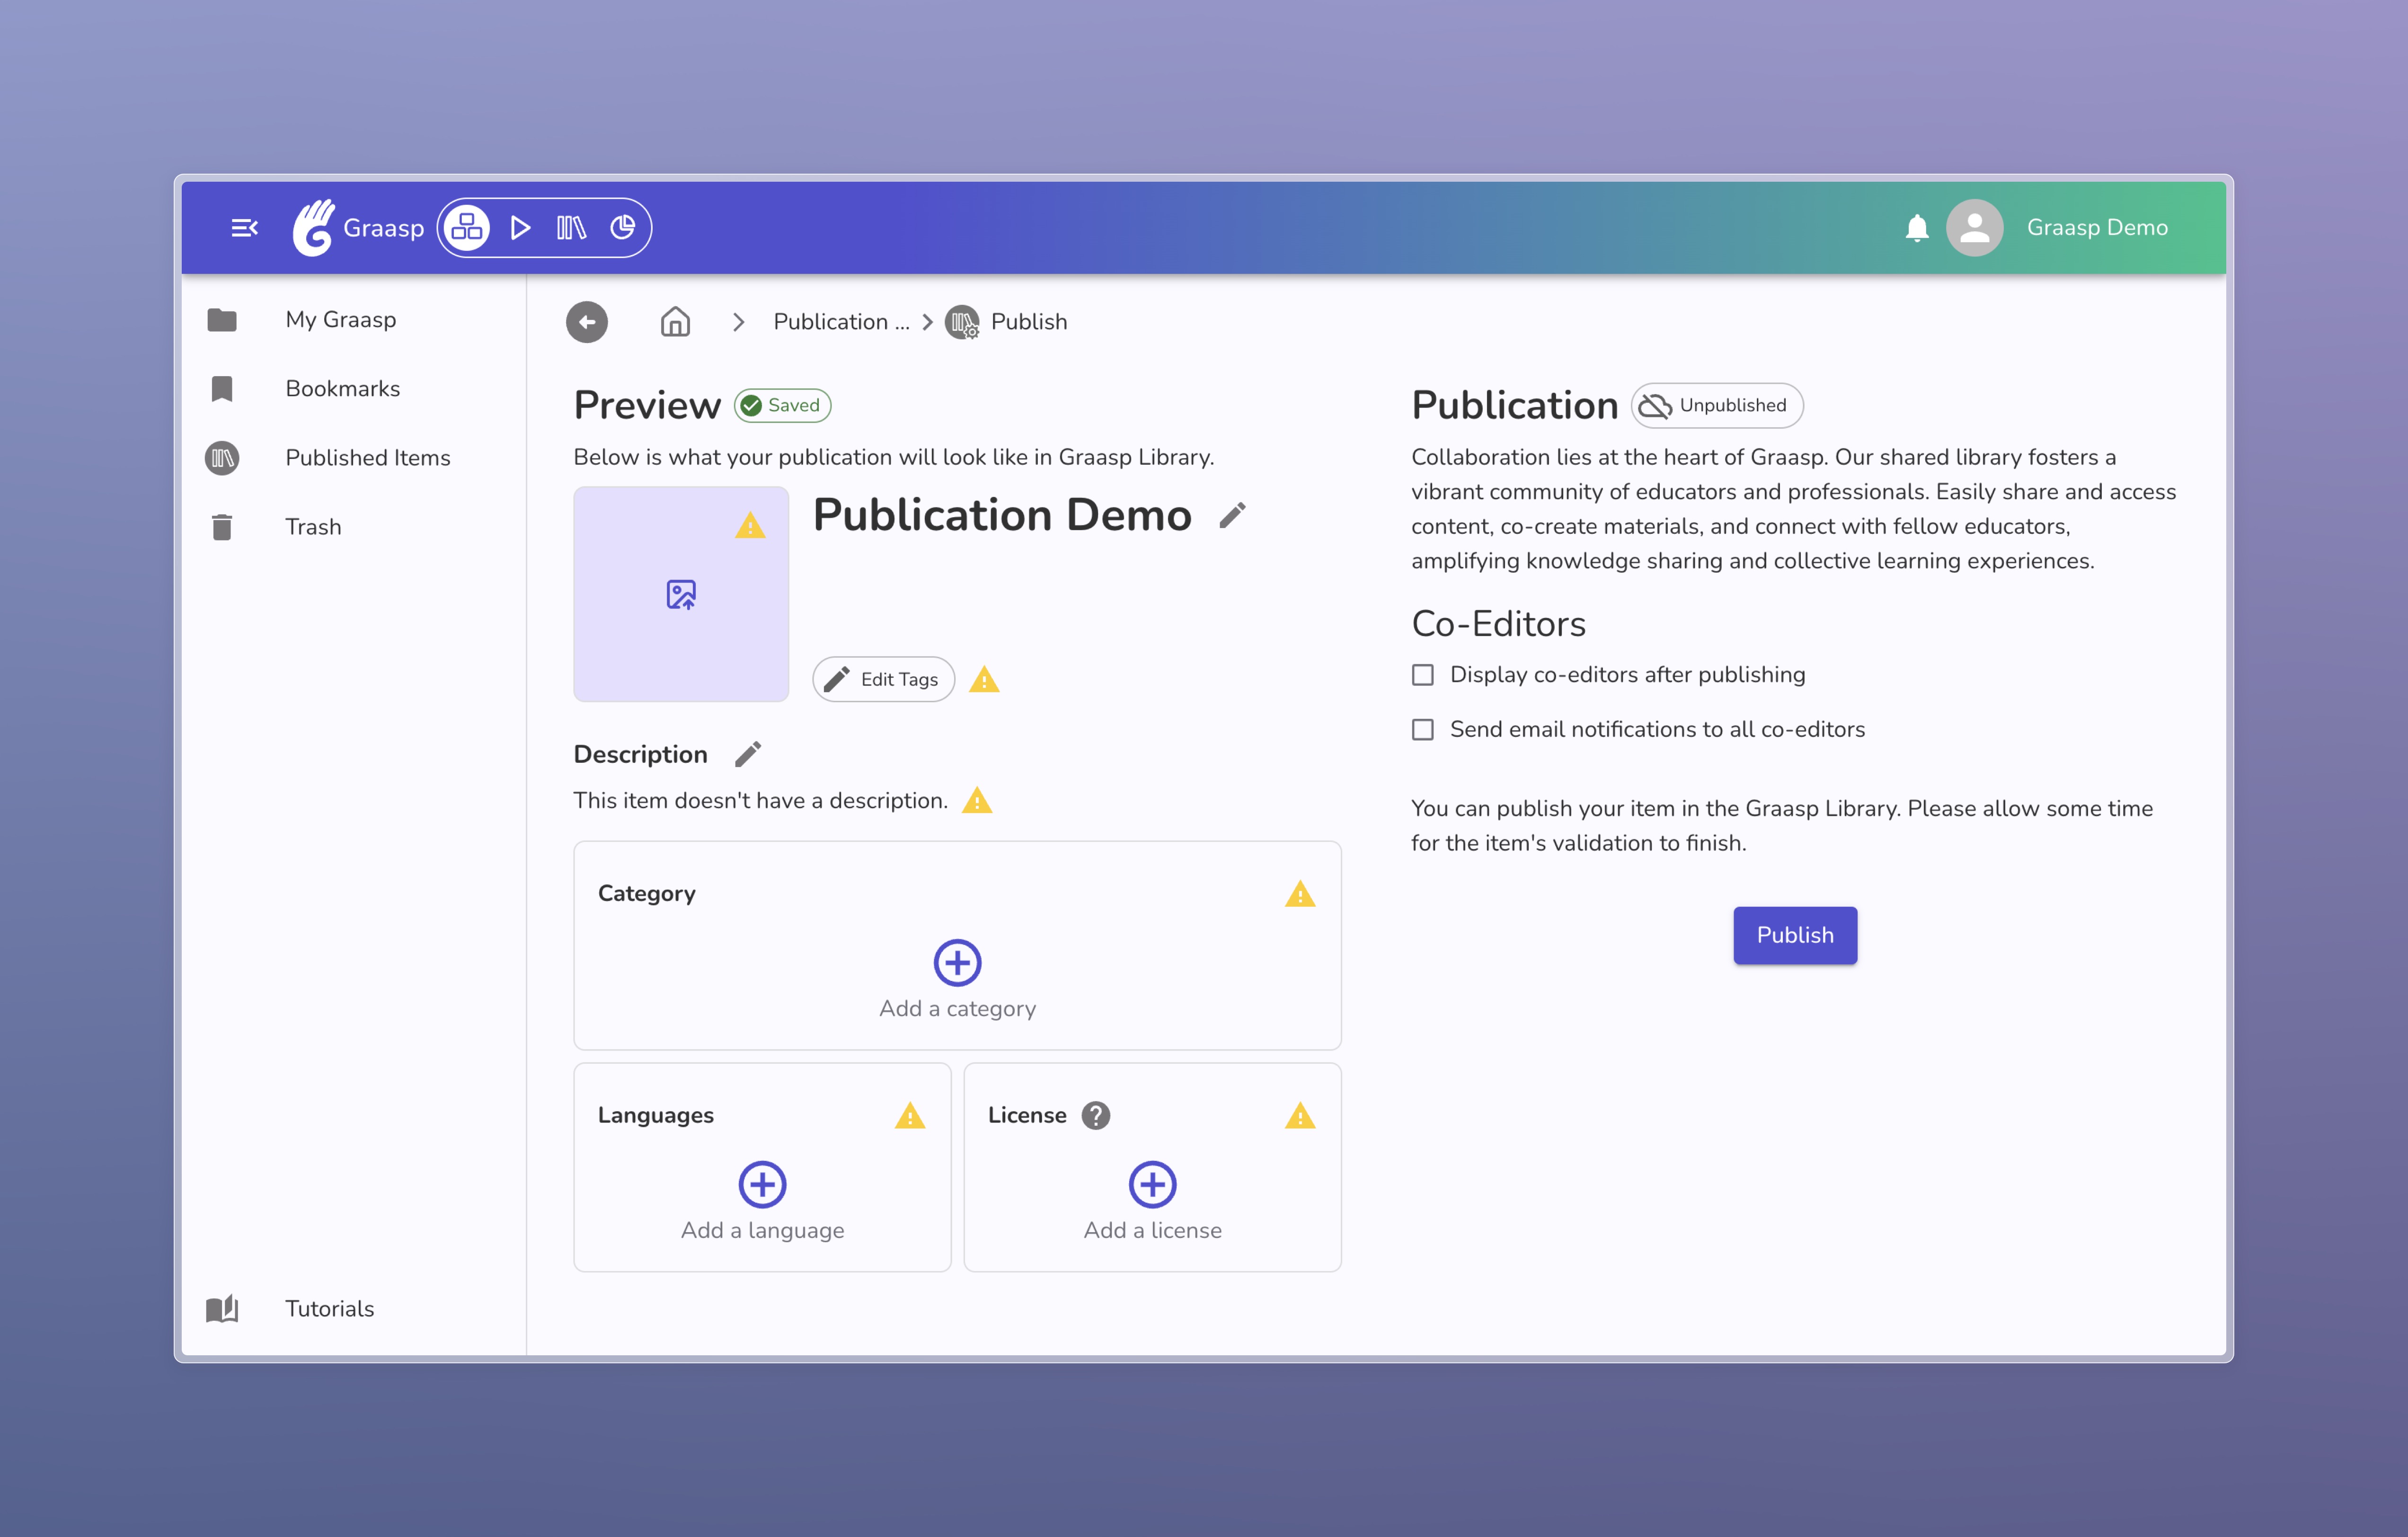 Graasp
Graasp Demo
My Graasp
Bookmarks
Published Items
Trash
Tutorials
Publication ...
Publish
Preview
Saved
Below is what your publication will look like in Graasp Library.
Publication Demo
Edit Tags
Description
This item doesn't have a description.
Category
Add a category
Languages
Add a language
License
Add a license
Publication
Unpublished
Collaboration lies at the heart of Graasp. Our shared library fosters a
vibrant community of educators and professionals. Easily share and access
content, co-create materials, and connect with fellow educators,
amplifying knowledge sharing and collective learning experiences.
Co-Editors
Display co-editors after publishing
Send email notifications to all co-editors
You can publish your item in the Graasp Library. Please allow some time
for the item's validation to finish.
Publish